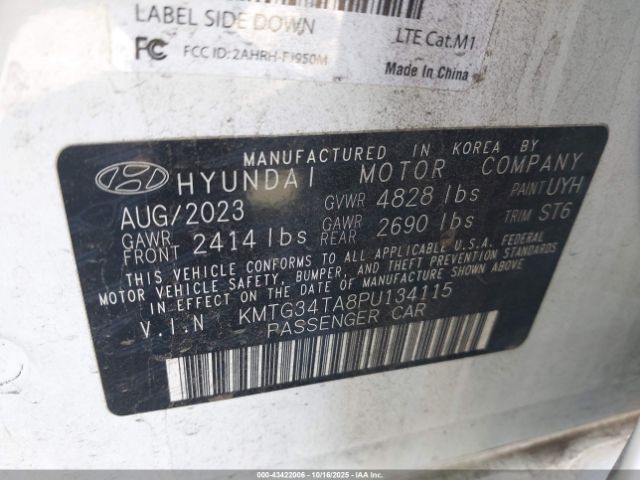 LABEL SIDE DOWN
LTE Cat.M1
FC FCC ID: 2AHRH-FJ950M
Made in China
MANUFACTURED IN KOREA BY
HYUNDAI MOTOR COMPANY
AUG/2023 GVWR 4828 lbs PAINT UYH
GAWR FRONT 2414 lbs GAWR REAR 2690 lbs TRIM ST6
THIS VEHICLE CONFORMS TO ALL APPLICABLE U.S.A. FEDERAL
MOTOR VEHICLE SAFETY, BUMPER, AND THEFT PREVENTION STANDARDS
IN EFFECT ON THE DATE OF MANUFACTURE SHOWN ABOVE.
V.I.N KMTG34TA8PU134115
PASSENGER CAR
000-43422006 - 10/16/2025 - IAAI COMPANY